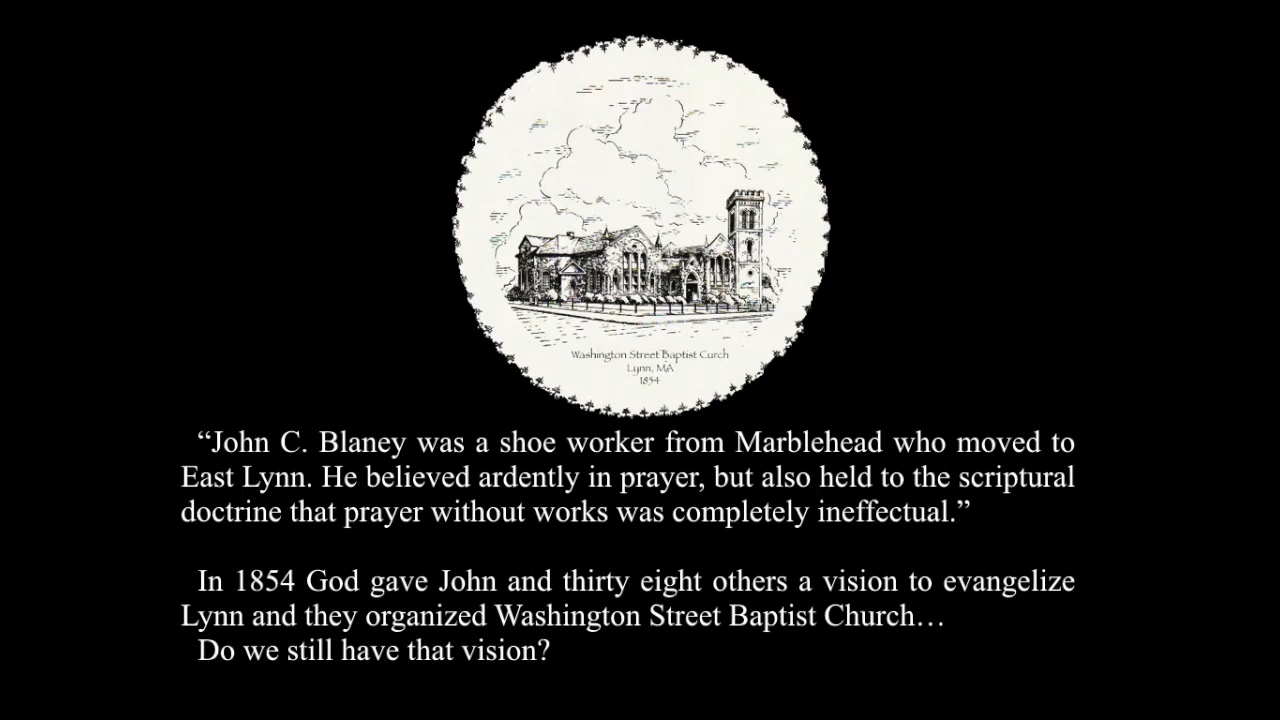 Washington Street Baptist Curch
Lynn, MA
1854
“John C. Blaney was a shoe worker from Marblehead who moved to
East Lynn. He believed ardently in prayer, but also held to the scriptural
doctrine that prayer without works was completely ineffectual.”
In 1854 God gave John and thirty eight others a vision to evangelize
Lynn and they organized Washington Street Baptist Church…
Do we still have that vision?